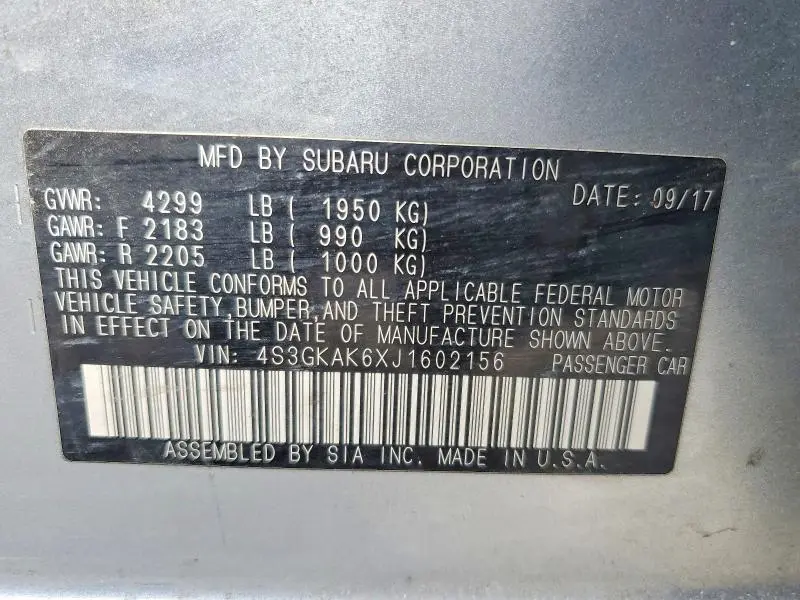 MFD BY SUBARU CORPORATION
DATE: 09/17
GVWR: 4299 LB ( 1950 KG)
GAWR: F 2183 LB ( 990 KG)
GAWR: R 2205 LB ( 1000 KG)
THIS VEHICLE CONFORMS TO ALL APPLICABLE FEDERAL MOTOR
VEHICLE SAFETY,BUMPER,AND THEFT PREVENTION STANDARDS
IN EFFECT ON THE DATE OF MANUFACTURE SHOWN ABOVE.
VIN: 4S3GKAK6XJ1602156 PASSENGER CAR
ASSEMBLED BY SIA INC. MADE IN U.S.A.